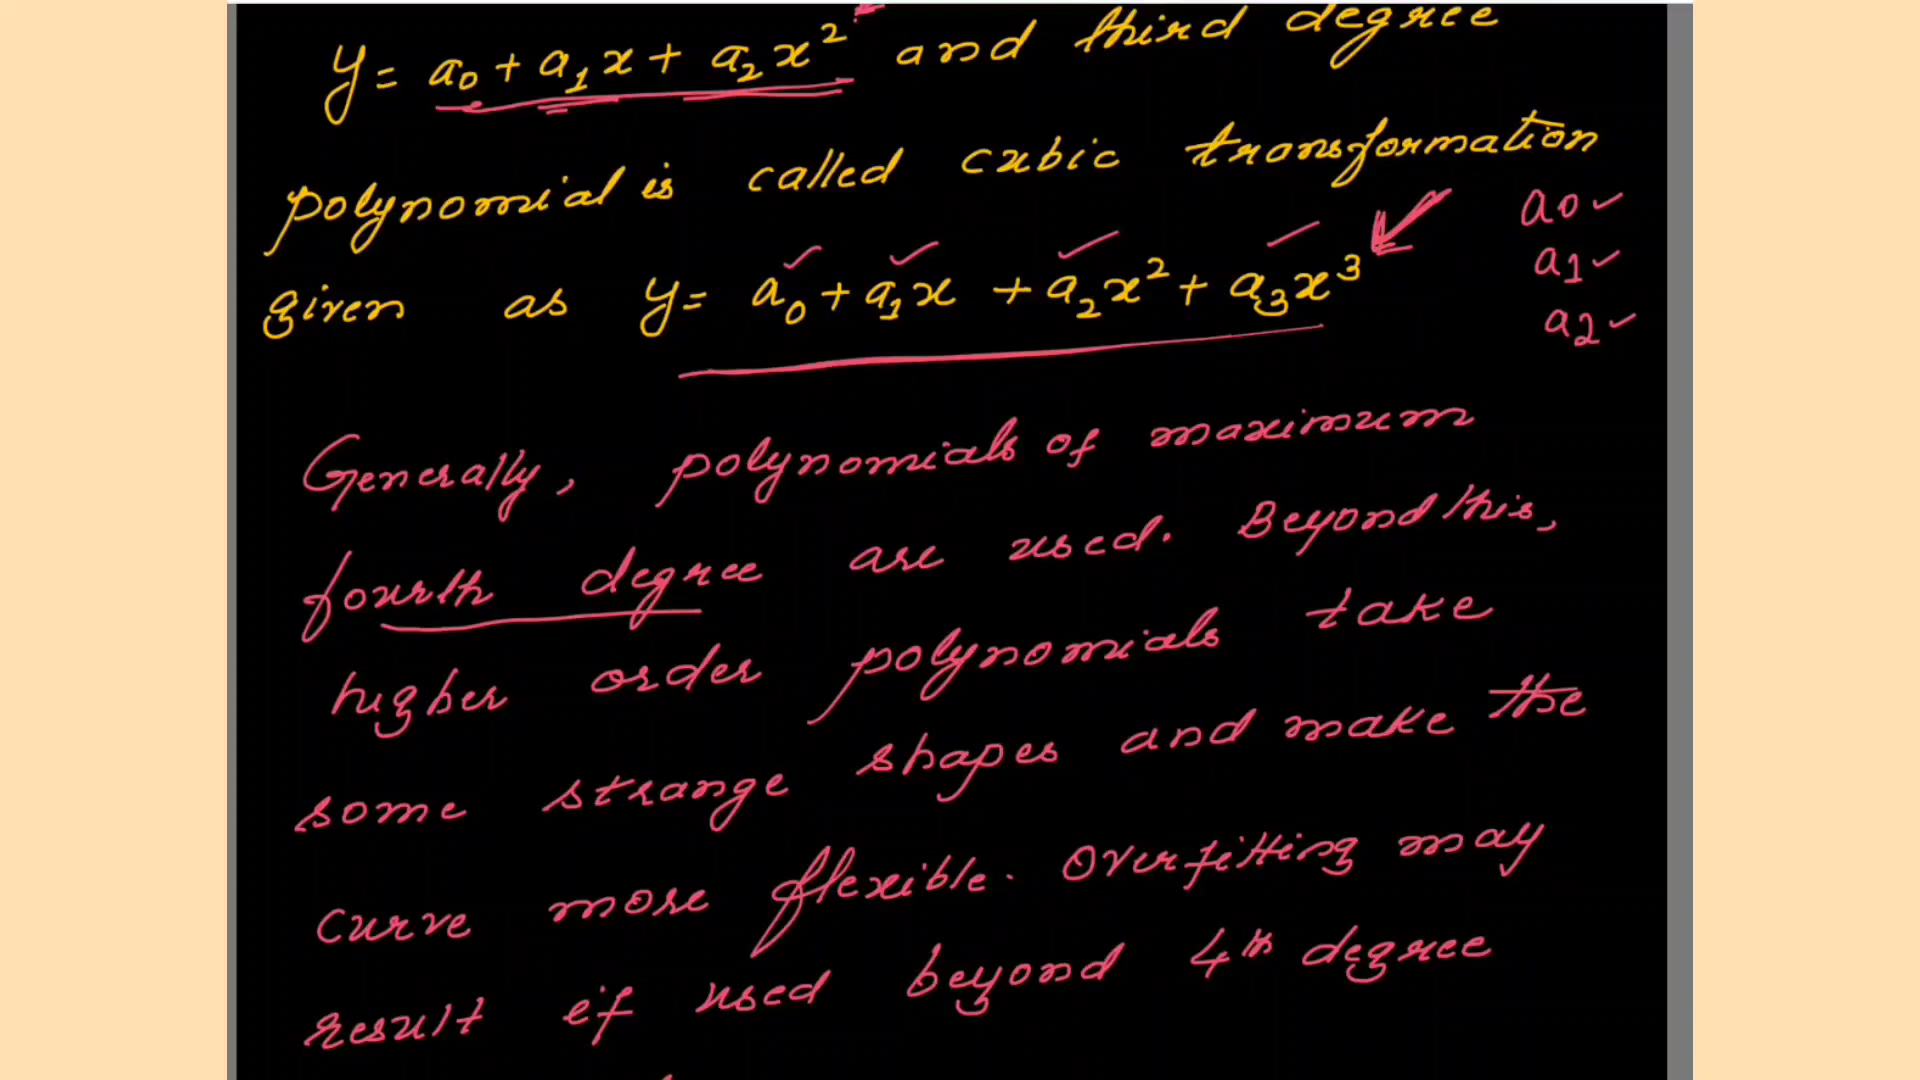 y = a₀ + a₁x + a₂x² and third degree
polynomial is called cubic transformation
given as y = a₀ + a₁x + a₂x² + a₃x³
a0 ✓
a1 ✓
a2 ✓
Generally, polynomials of maximum
fourth degree are used. Beyond this,
higher order polynomials take
some strange shapes and make the
curve more flexible. Overfitting may
result if used beyond 4th degree